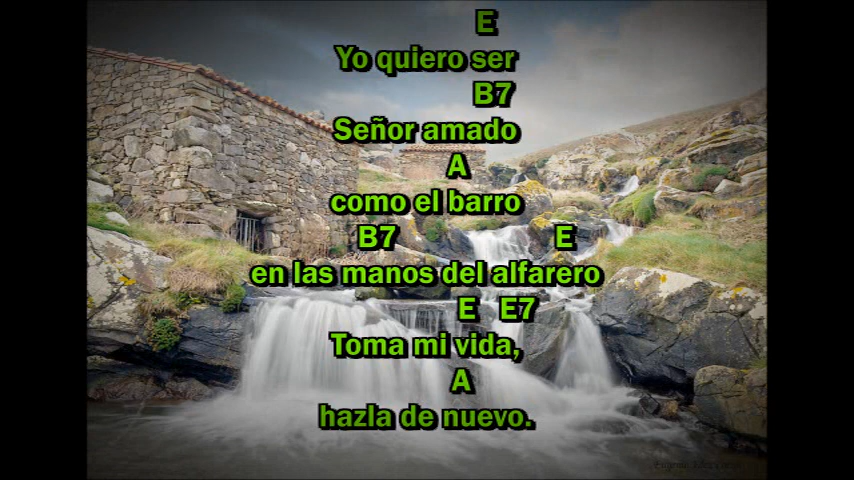 E
Yo quiero ser
B7
Señor amado
A
como el barro
B7 E
en las manos del alfarero
E E7
Toma mi vida,
A
hazla de nuevo.